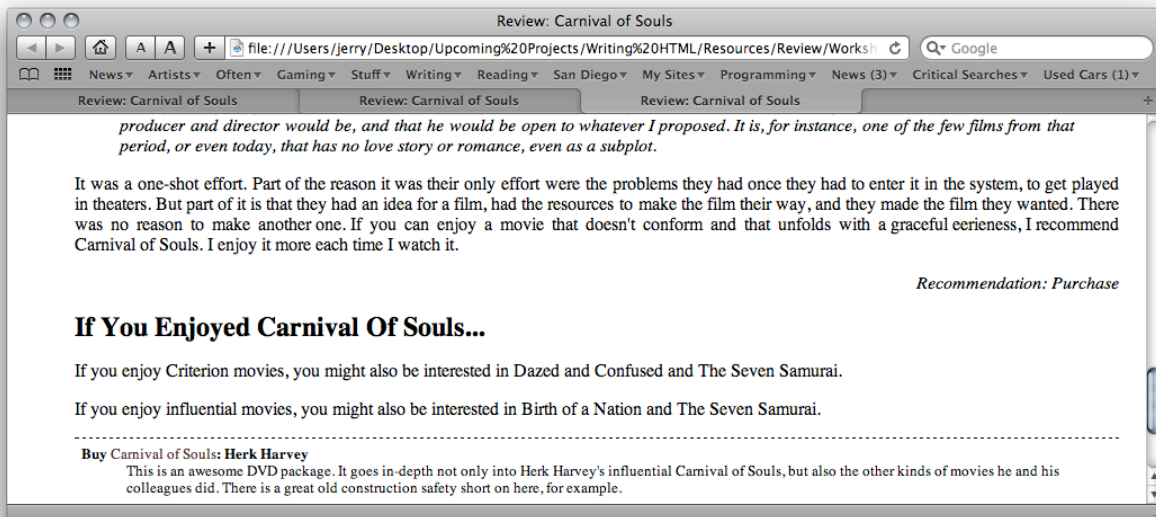 Review: Carnival of Souls
A A + file:///Users/jerry/Desktop/Upcoming%20Projects/Writing%20HTML/Resources/Review/Worksh Google
News Artists Often Gaming Stuff Writing Reading San Diego My Sites Programming News (3) Critical Searches Used Cars (1)
Review: Carnival of Souls Review: Carnival of Souls Review: Carnival of Souls +
producer and director would be, and that he would be open to whatever I proposed. It is, for instance, one of the few films from that
period, or even today, that has no love story or romance, even as a subplot.
It was a one-shot effort. Part of the reason it was their only effort were the problems they had once they had to enter it in the system, to get played
in theaters. But part of it is that they had an idea for a film, had the resources to make the film their way, and they made the film they wanted. There
was no reason to make another one. If you can enjoy a movie that doesn't conform and that unfolds with a graceful eerieness, I recommend
Carnival of Souls. I enjoy it more each time I watch it.
Recommendation: Purchase
If You Enjoyed Carnival Of Souls...
If you enjoy Criterion movies, you might also be interested in Dazed and Confused and The Seven Samurai.
If you enjoy influential movies, you might also be interested in Birth of a Nation and The Seven Samurai.
Buy Carnival of Souls: Herk Harvey
This is an awesome DVD package. It goes in-depth not only into Herk Harvey's influential Carnival of Souls, but also the other kinds of movies he and his
colleagues did. There is a great old construction safety short on here, for example.